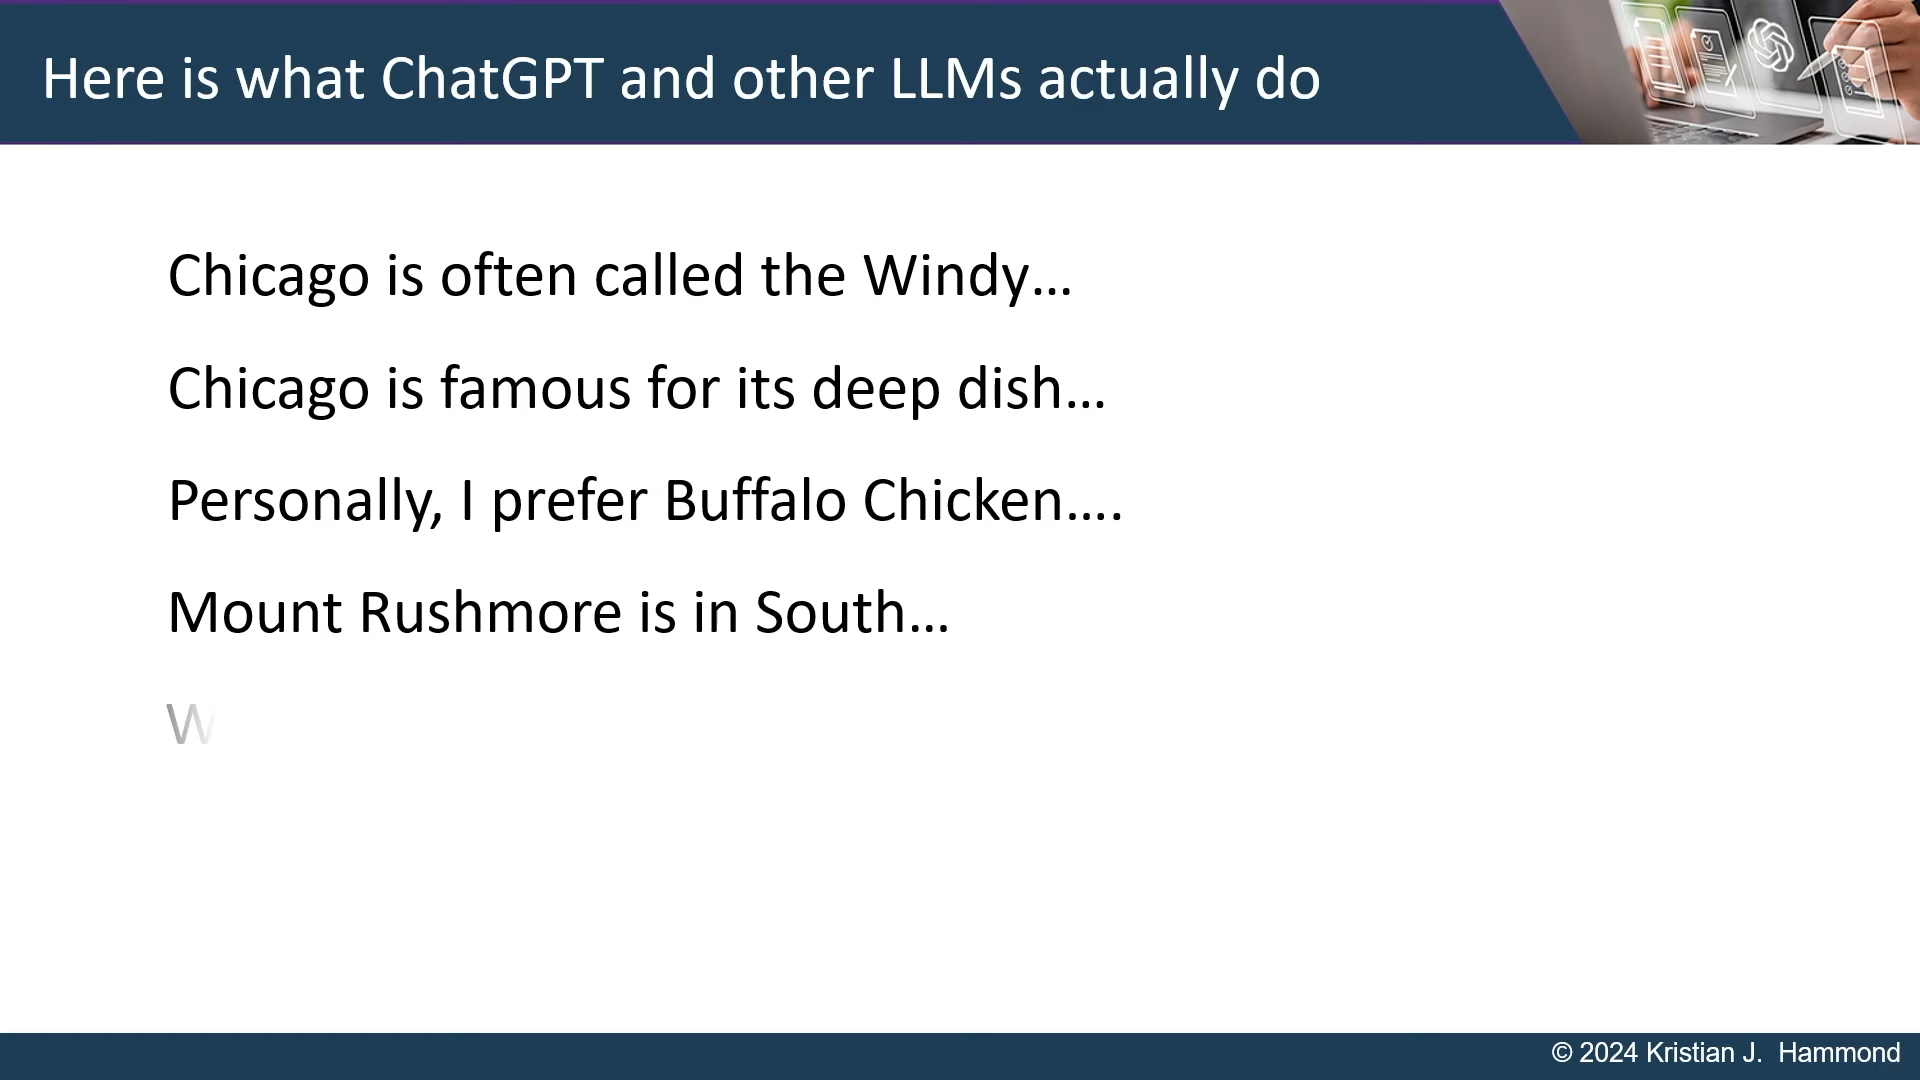 Here is what ChatGPT and other LLMs actually do
Chicago is often called the Windy…
Chicago is famous for its deep dish…
Personally, I prefer Buffalo Chicken….
Mount Rushmore is in South…
W
© 2024 Kristian J.  Hammond